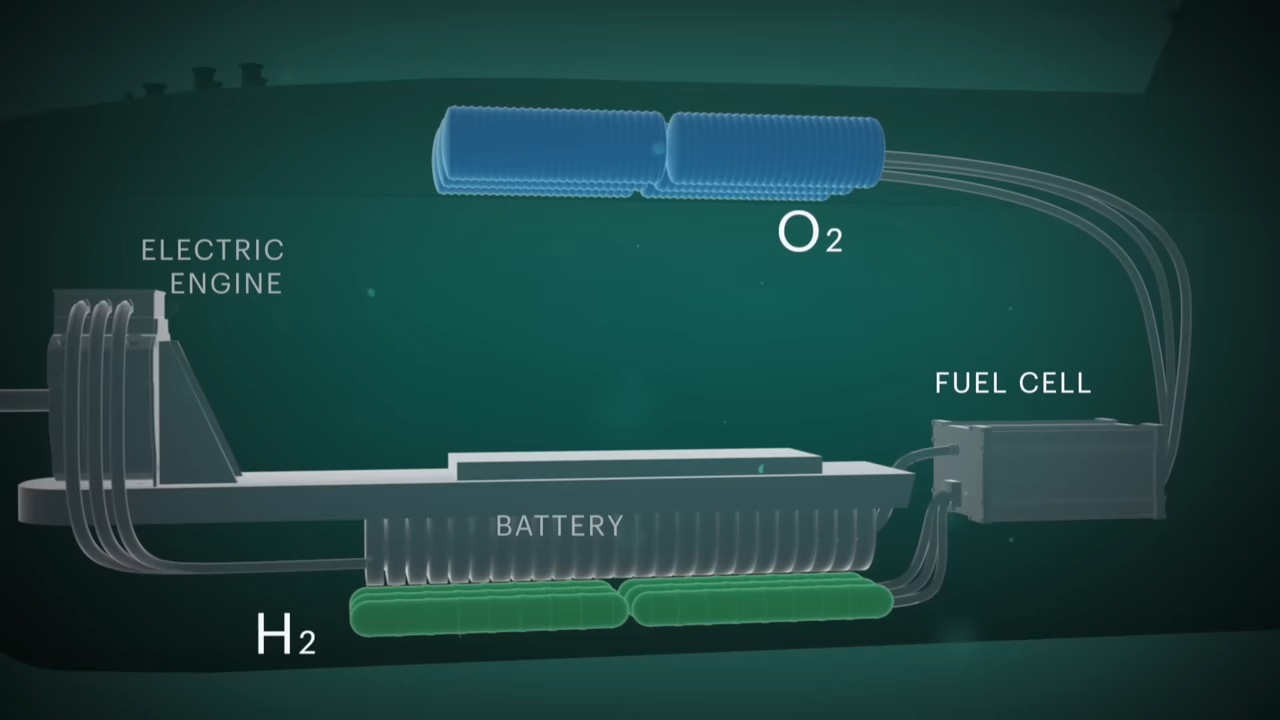 O2
ELECTRIC
ENGINE
FUEL CELL
BATTERY
H2